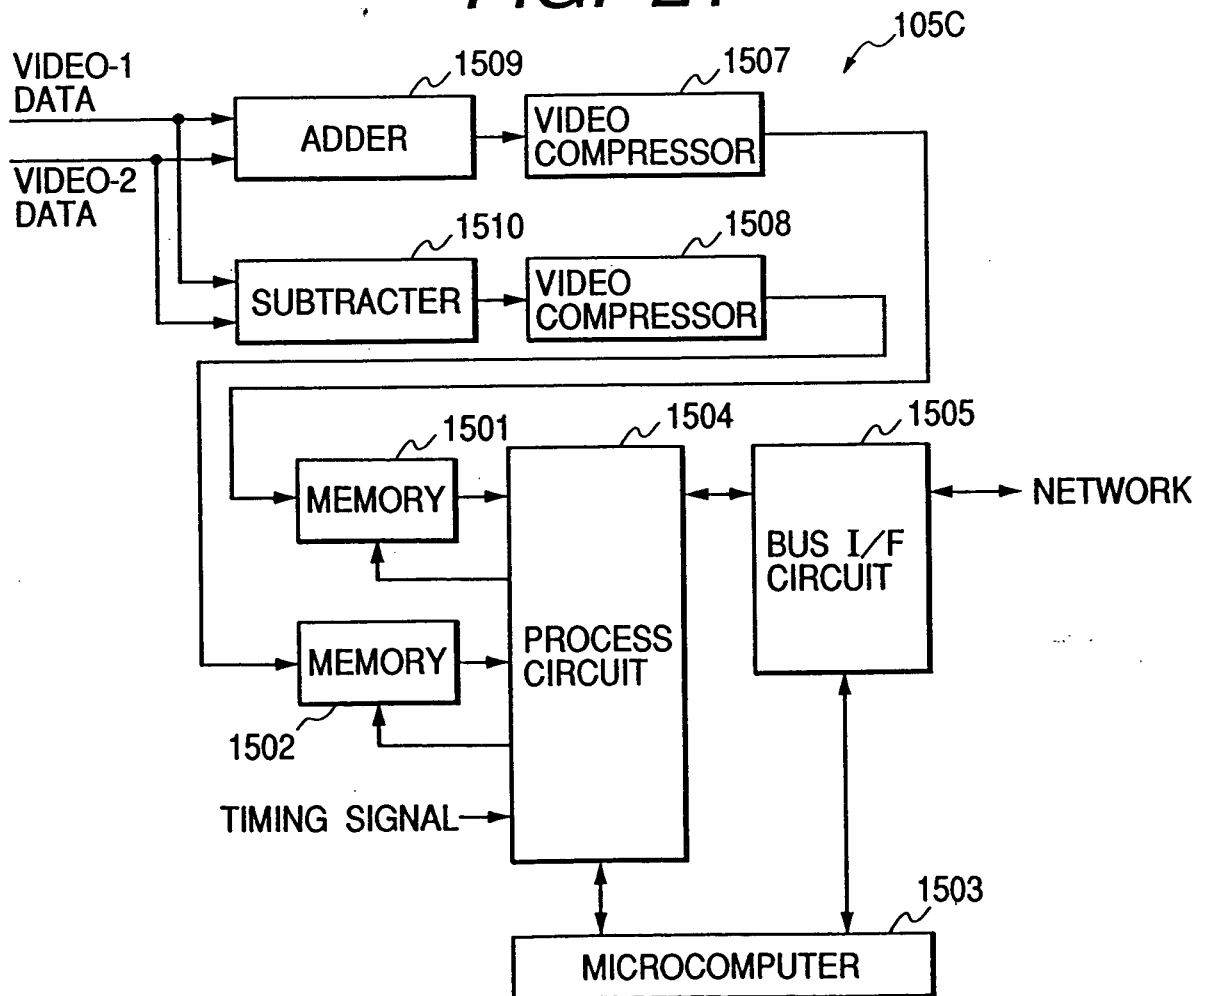 105C
VIDEO-1
DATA
1509
1507
ADDER
VIDEO
COMPRESSOR
VIDEO-2
DATA
1510
1508
SUBTRACTER
VIDEO
COMPRESSOR
1501
1504
1505
MEMORY
NETWORK
BUS I/F
CIRCUIT
PROCESS
CIRCUIT
MEMORY
1502
TIMING SIGNAL
1503
MICROCOMPUTER